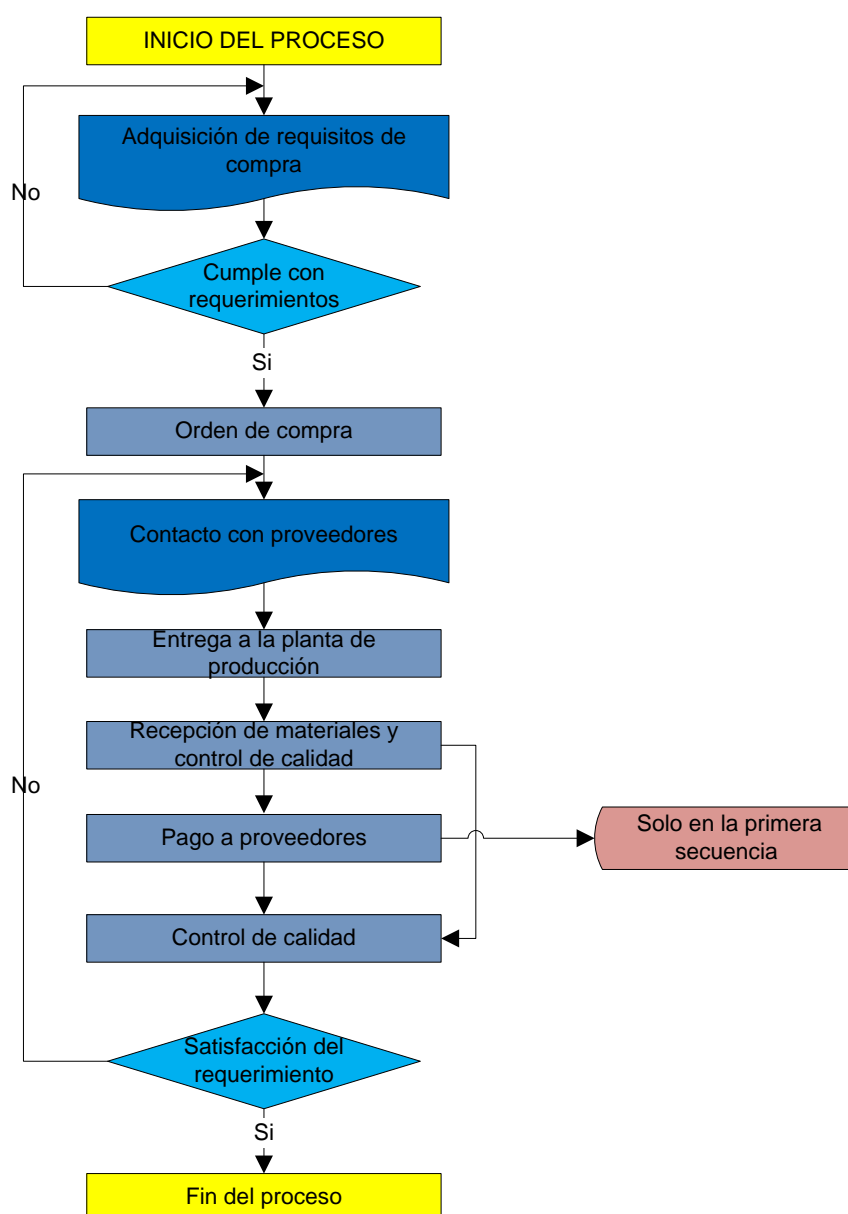 INICIO DEL PROCESO
Adquisición de requisitos de
compra
No
Cumple con
requerimientos
Si
Orden de compra
Contacto con proveedores
Entrega a la planta de
producción
Recepción de materiales y
control de calidad
No
Pago a proveedores
Solo en la primera
secuencia
Control de calidad
Satisfacción del
requerimiento
Si
Fin del proceso